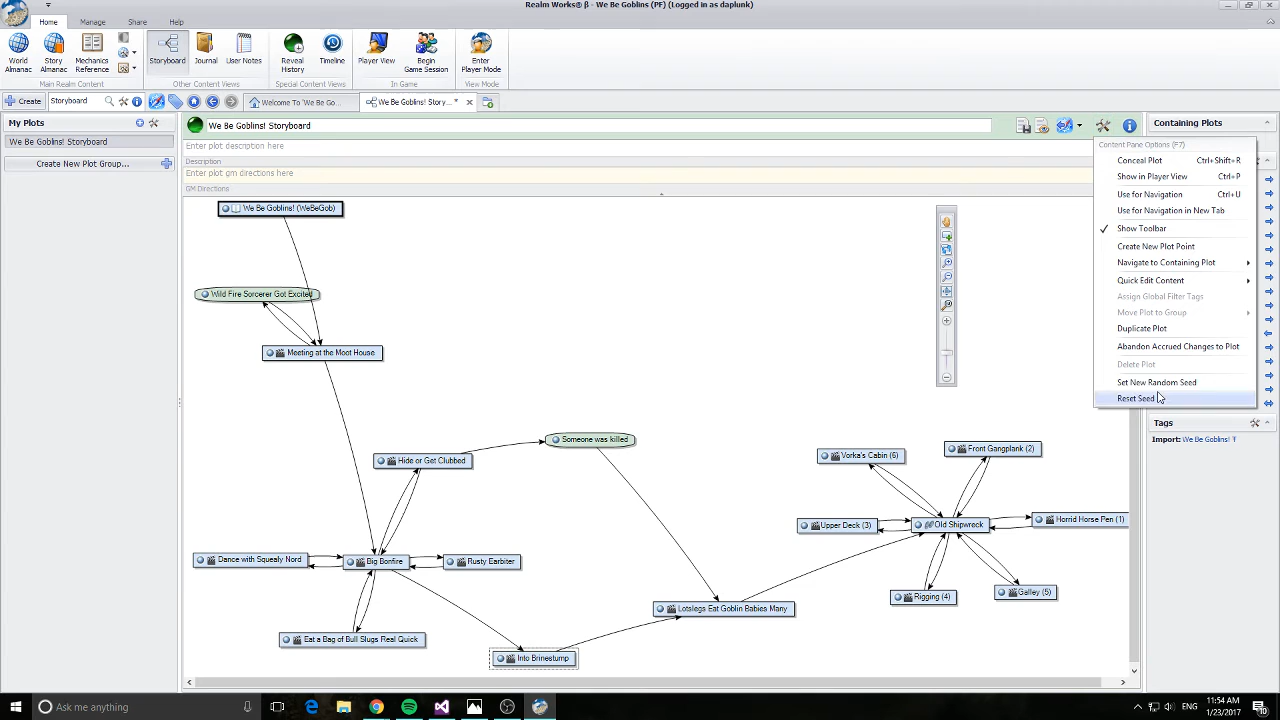 Realm Works® β - We Be Goblins (PF) (Logged in as daplunk)
Home
Manage
Share
Help
World Almanac
Story Almanac
Mechanics Reference
Storyboard
Journal
User Notes
Reveal History
Timeline
Player View
Begin Game Session
Enter Player Mode
Main Realm Content
Other Content Views
Special Content Views
In Game
View Mode
Create
Storyboard
Welcome To 'We Be Go...
We Be Goblins! Story... *
My Plots
We Be Goblins! Storyboard
Create New Plot Group...
We Be Goblins! Storyboard
Enter plot description here
Description
Enter plot gm directions here
GM Directions
We Be Goblins! (WeBeGob)
Wild Fire Sorcerer Got Excited
Meeting at the Moot House
Someone was killed
Hide or Get Clubbed
Vorka's Cabin (6)
Front Gangplank (2)
Upper Deck (3)
Old Shipwreck
Horrid Horse Pen (1)
Dance with Squealy Nord
Big Bonfire
Rusty Earbiter
Rigging (4)
Galley (5)
Lotslegs Eat Goblin Babies Many
Eat a Bag of Bull Slugs Real Quick
Into Brinestump
Containing Plots
Content Pane Options (F7)
Conceal Plot Ctrl+Shift+R
Show in Player View Ctrl+P
Use for Navigation Ctrl+U
Use for Navigation in New Tab
Show Toolbar
Create New Plot Point
Navigate to Containing Plot
Quick Edit Content
Assign Global Filter Tags
Move Plot to Group
Duplicate Plot
Abandon Accrued Changes to Plot
Delete Plot
Set New Random Seed
Reset Seed
Tags
Import: We Be Goblins!
Ask me anything
ENG
11:54 AM
1/23/2017